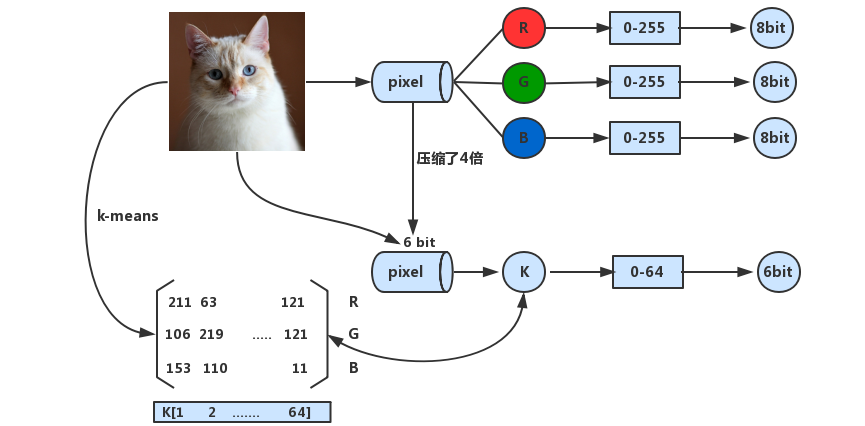 R 0-255 8bit
pixel G 0-255 8bit
B 0-255 8bit
压缩了4倍
k-means
6 bit
pixel K 0-64 6bit
211 63 121 R
106 219 ..... 121 G
153 110 11 B
K[1 2 ....... 64]